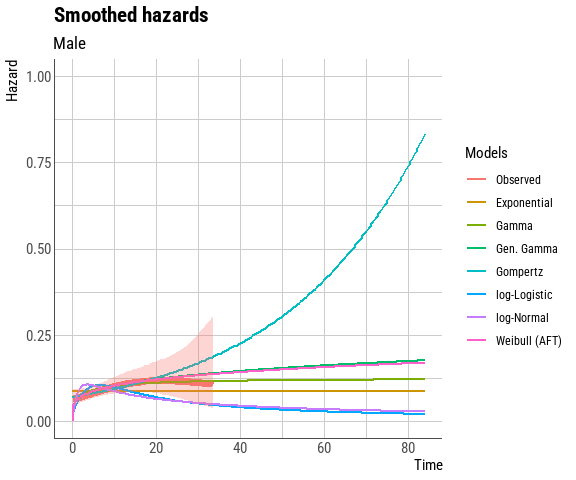 Smoothed hazards
Male
Hazard
1.00
0.75
0.50
0.25
0.00
0
20
40
60
80
Time
Models
Observed
Exponential
Gamma
Gen. Gamma
Gompertz
log-Logistic
log-Normal
Weibull (AFT)